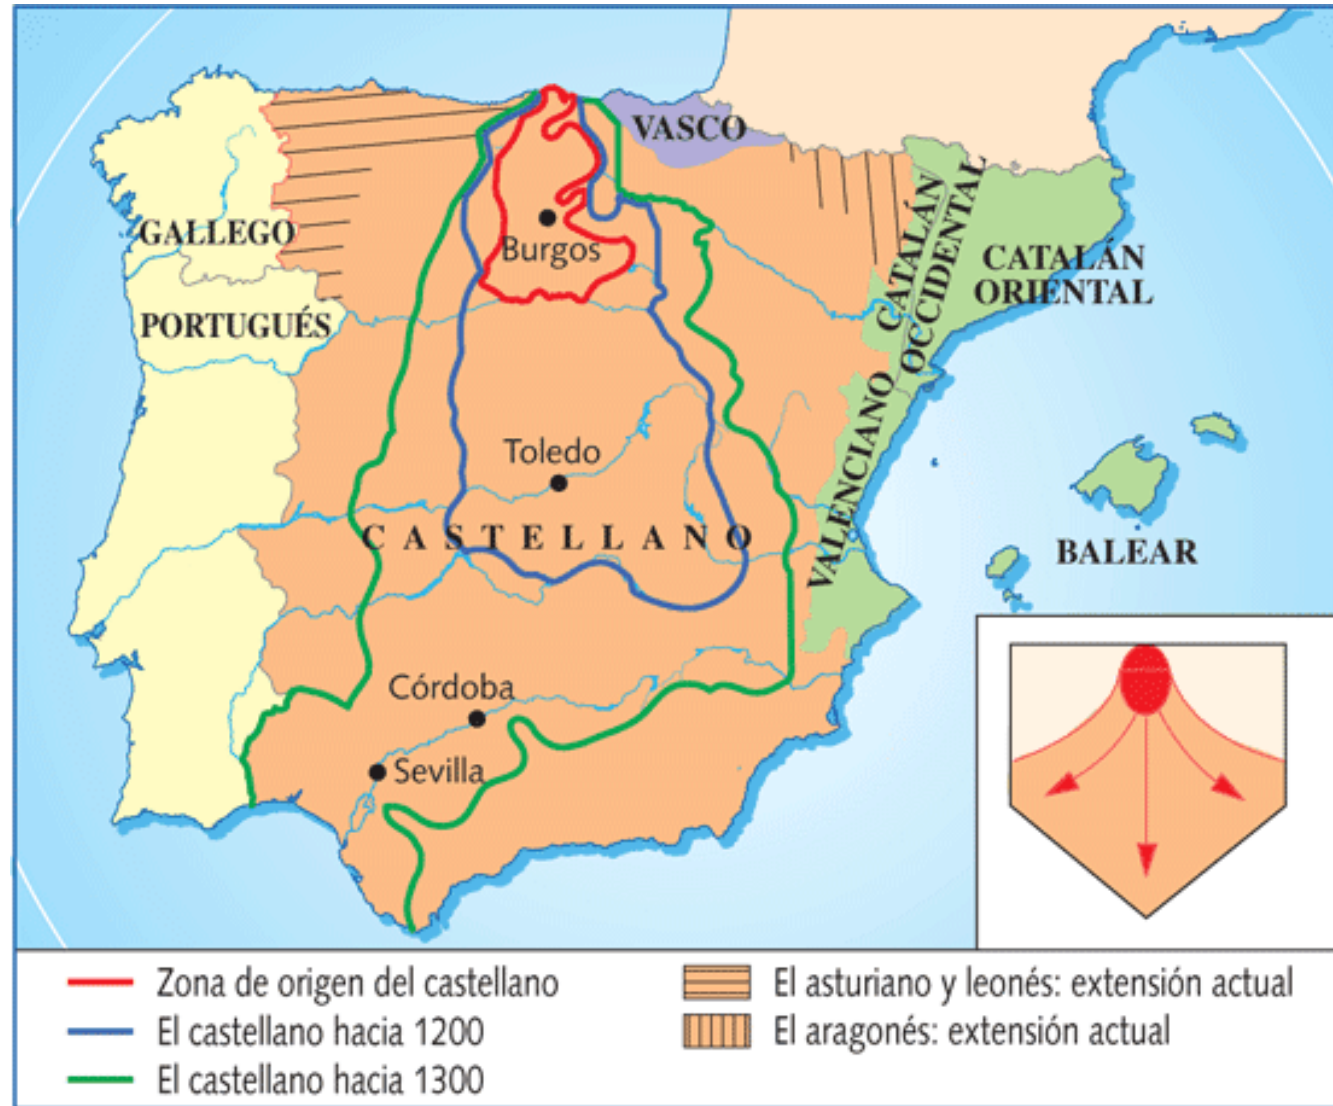 VASCO
GALLEGO
Burgos
CATALÁN
OCCIDENTAL
CATALÁN
ORIENTAL
PORTUGUÉS
Toledo
VALENCIANO
CASTELLANO
BALEAR
Córdoba
Sevilla
Zona de origen del castellano
El castellano hacia 1200
El castellano hacia 1300
El asturiano y leonés: extensión actual
El aragonés: extensión actual